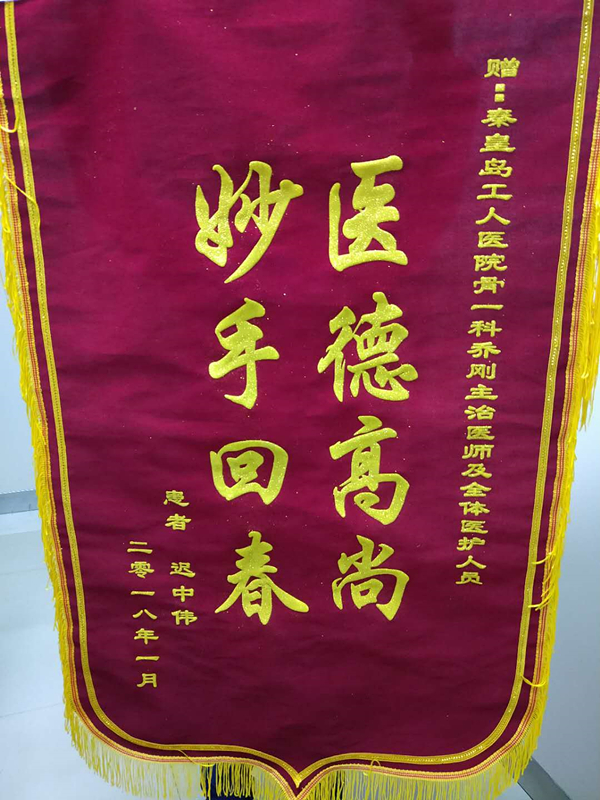 赠:秦皇岛工人医院骨一科乔刚主治医师及全体医护人员
医德高尚
妙手回春
患者 迟中伟
二零一八年一月